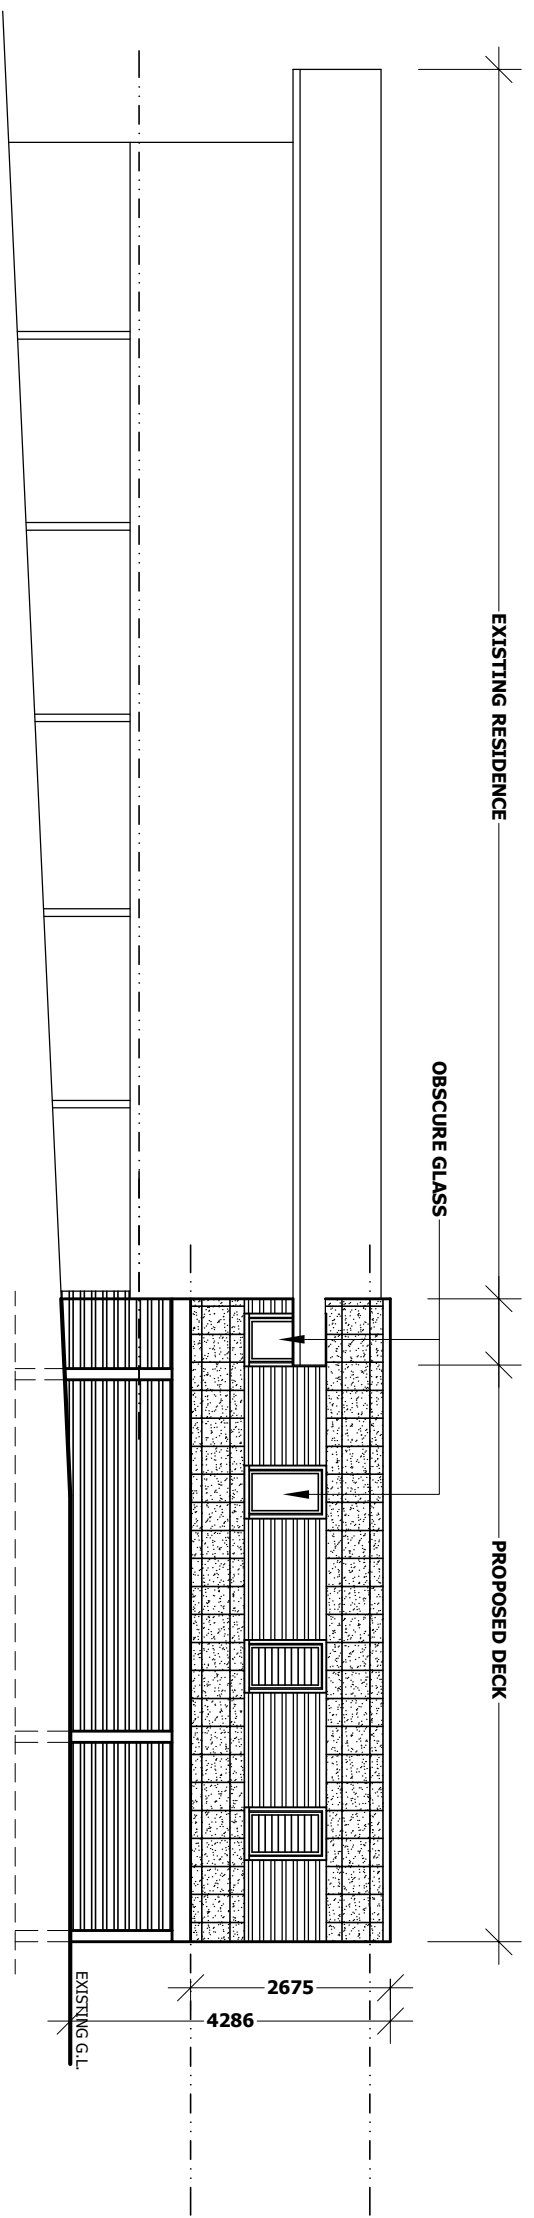 EXISTING RESIDENCE
PROPOSED DECK
OBSCURE GLASS
2675
4286
EXISTING G.L.